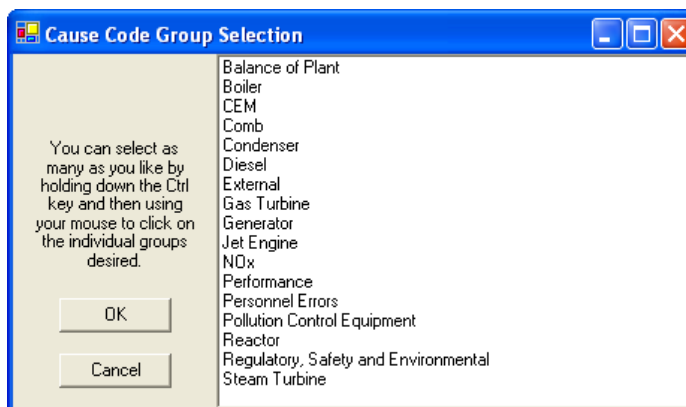 Cause Code Group Selection
You can select as
many as you like by
holding down the Ctrl
key and then using
your mouse to click on
the individual groups
desired.
OK
Cancel
Balance of Plant
Boiler
CEM
Comb
Condenser
Diesel
External
Gas Turbine
Generator
Jet Engine
NOx
Performance
Personnel Errors
Pollution Control Equipment
Reactor
Regulatory, Safety and Environmental
Steam Turbine